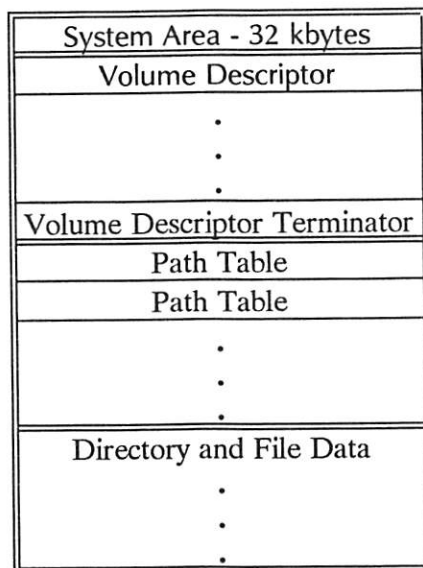 System Area - 32 kbytes
Volume Descriptor
.
.
.
Volume Descriptor Terminator
Path Table
Path Table
.
.
.
Directory and File Data
.
.
.